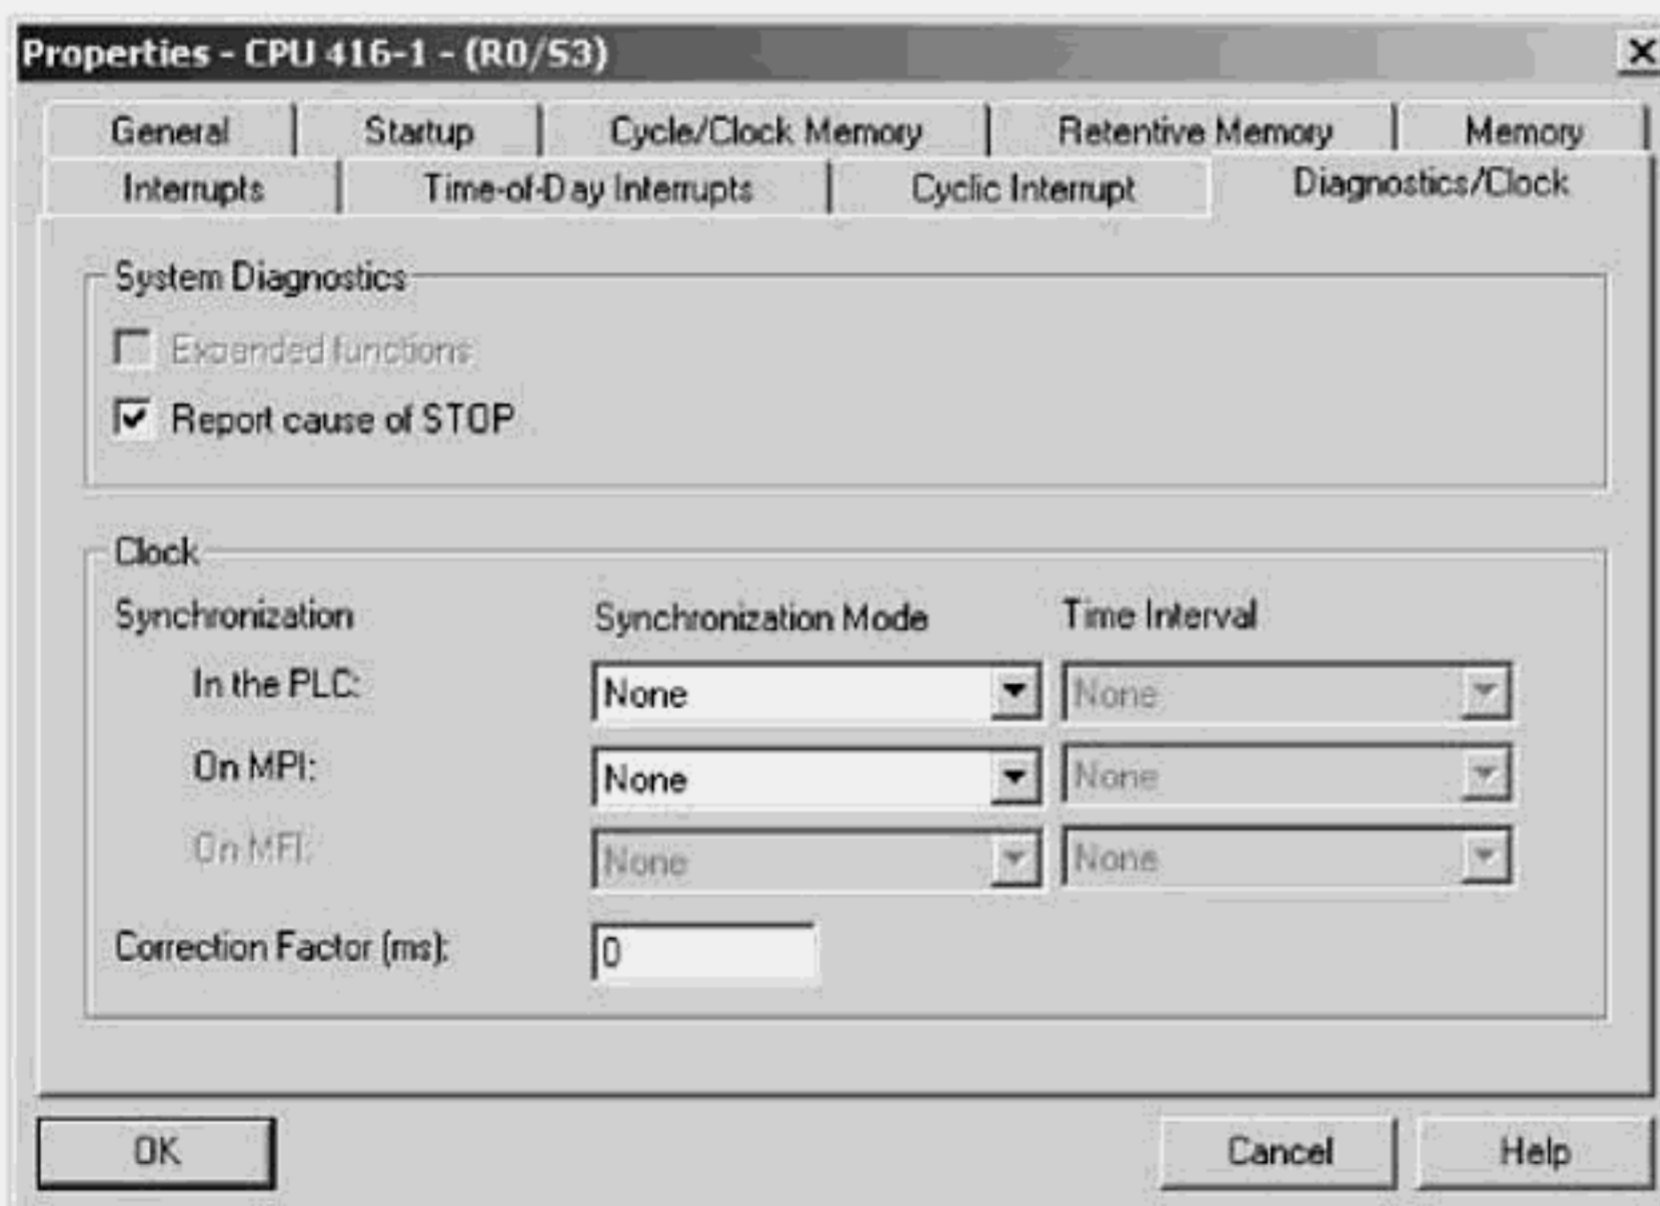 Properties - CPU 416-1 - (R0/S3)
General Startup Cycle/Clock Memory Retentive Memory Memory
Interrupts Time-of-Day Interrupts Cyclic Interrupt Diagnostics/Clock
System Diagnostics
Expanded functions
Report cause of STOP
Clock
Synchronization Synchronization Mode Time Interval
In the PLC: None None
On MPI: None None
On MFI: None None
Correction Factor (ms): 0
OK Cancel Help